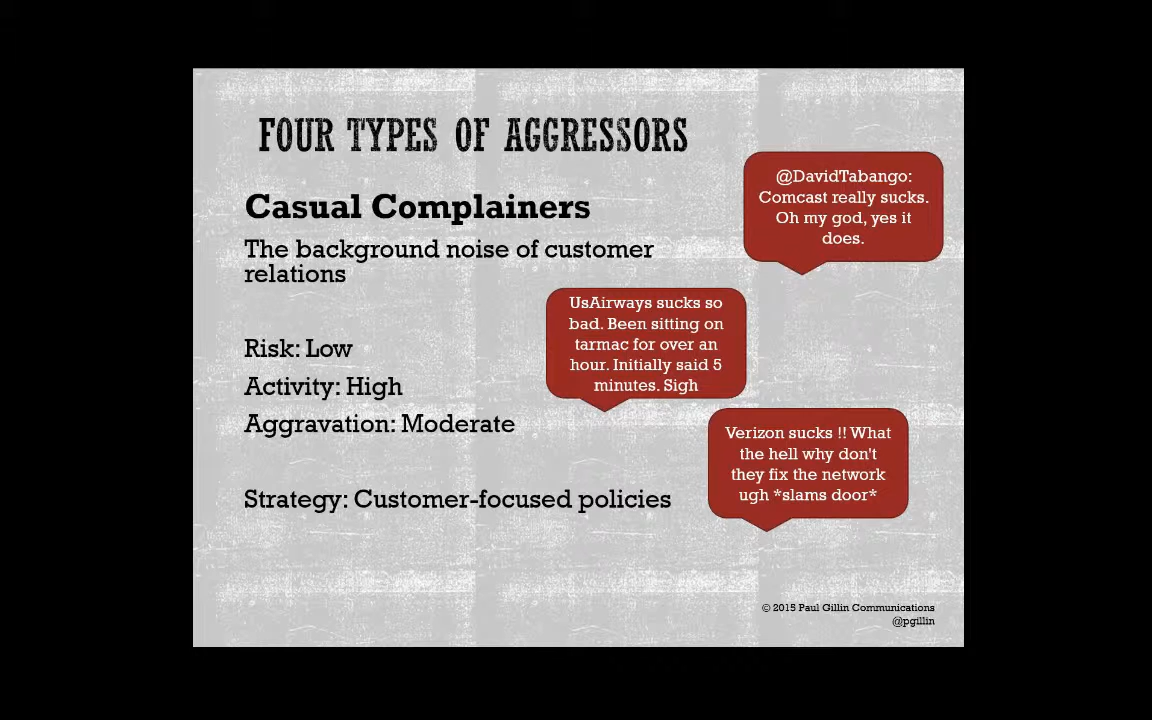 FOUR TYPES OF AGGRESSORS
Casual Complainers
The background noise of customer
relations
Risk: Low
Activity: High
Aggravation: Moderate
Strategy: Customer-focused policies
@DavidTabango:
Comcast really sucks.
Oh my god, yes it
does.
UsAirways sucks so
bad. Been sitting on
tarmac for over an
hour. Initially said 5
minutes. Sigh
Verizon sucks !! What
the hell why don't
they fix the network
ugh *slams door*
© 2015 Paul Gillin Communications
@pgillin